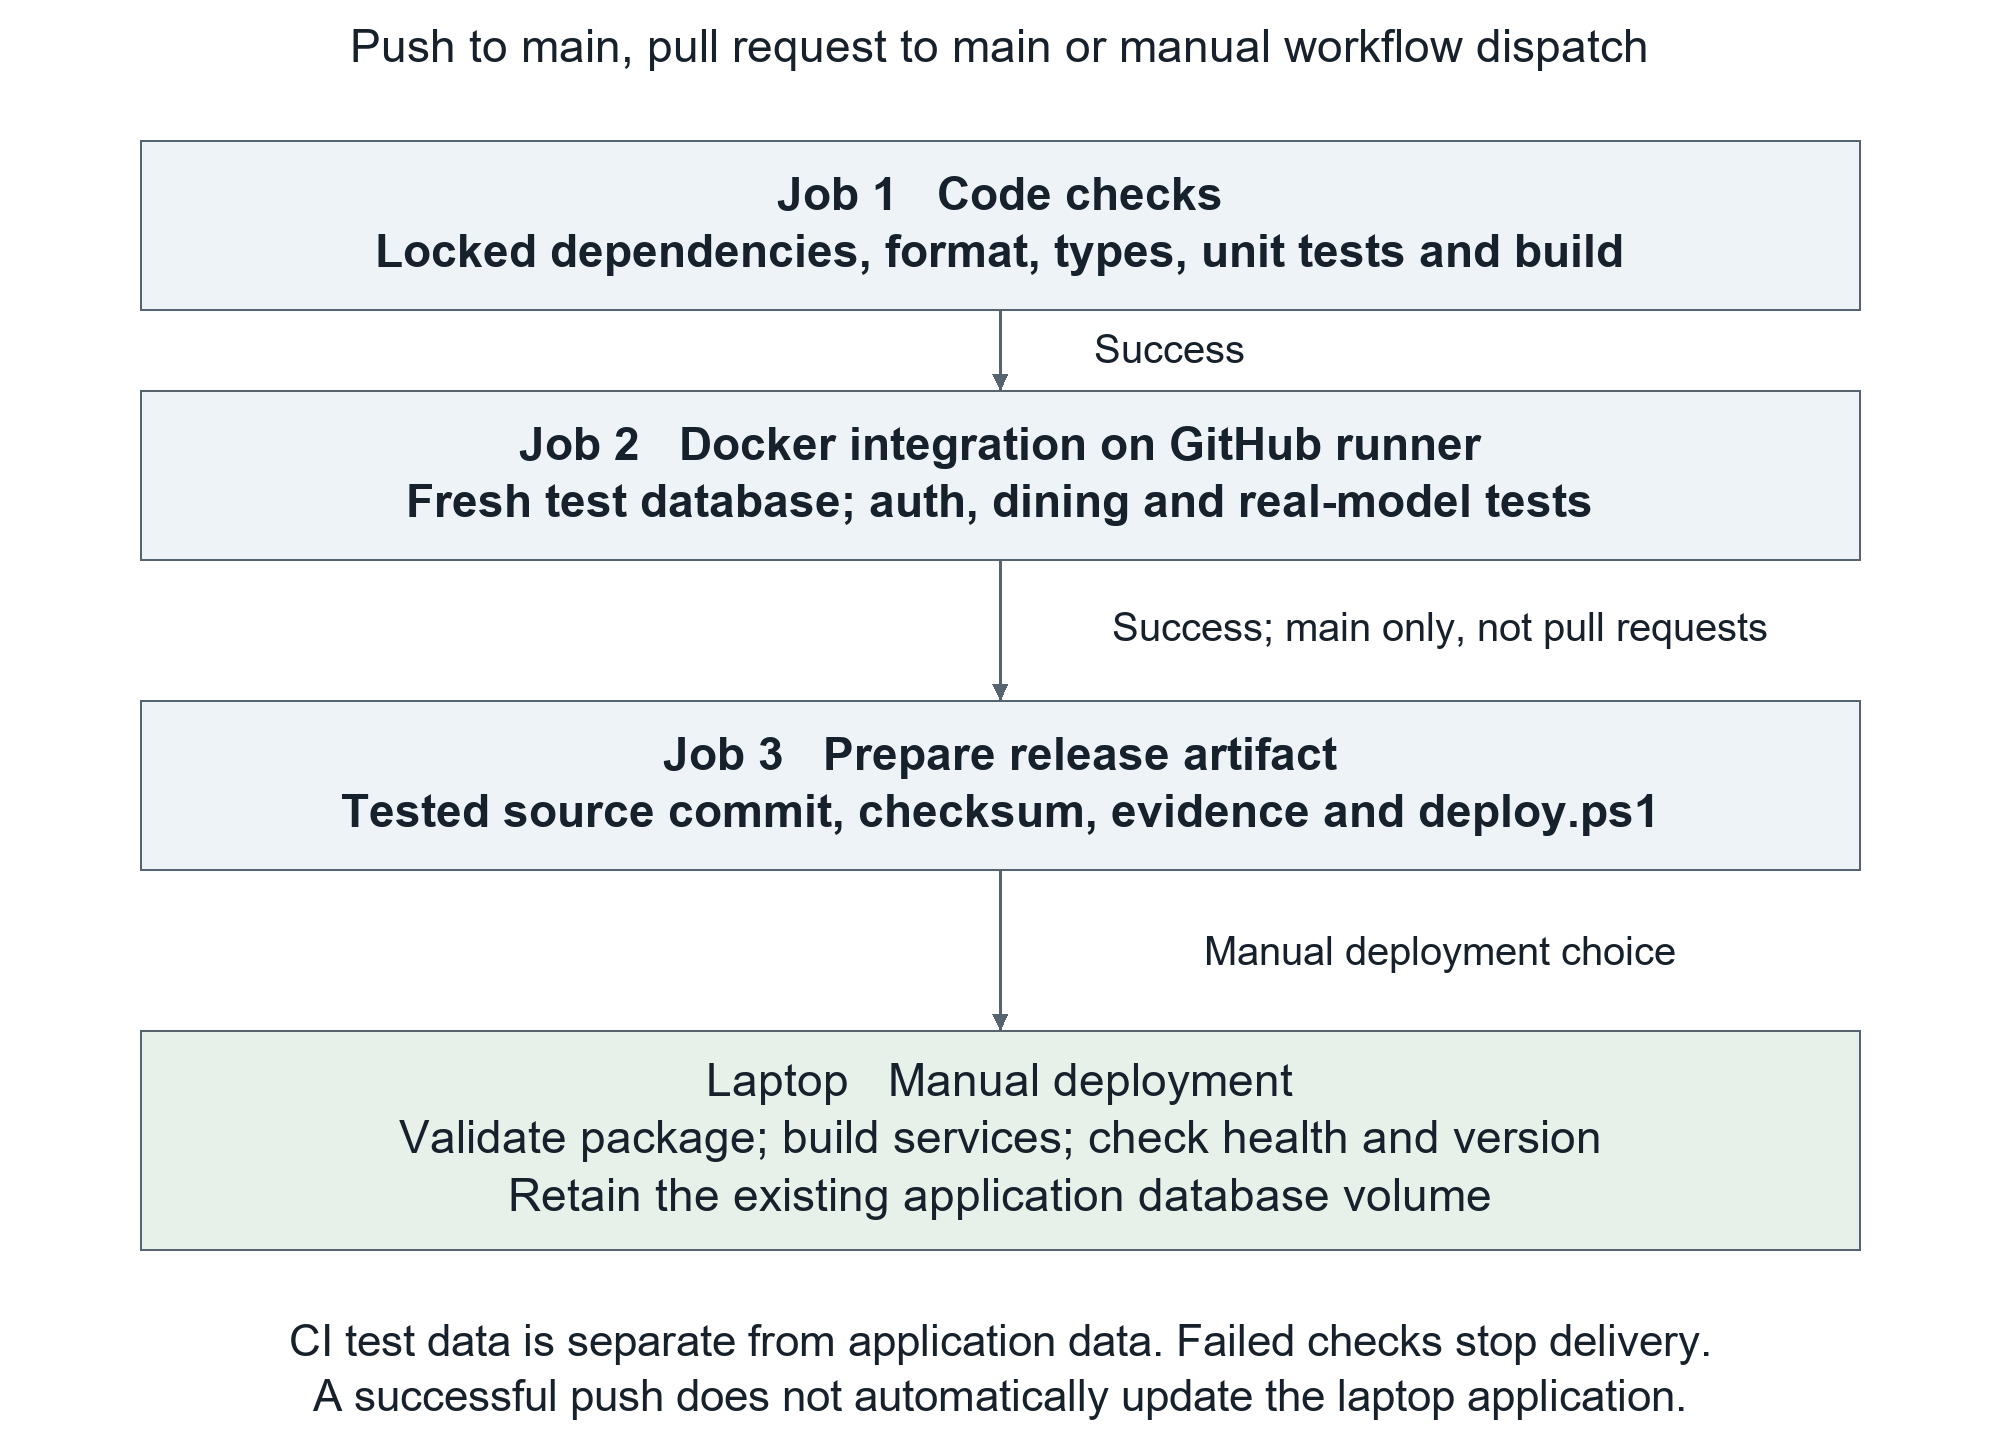 Push to main, pull request to main or manual workflow dispatch
Job 1 Code checks
Locked dependencies, format, types, unit tests and build
Success
Job 2 Docker integration on GitHub runner
Fresh test database; auth, dining and real-model tests
Success; main only, not pull requests
Job 3 Prepare release artifact
Tested source commit, checksum, evidence and deploy.ps1
Manual deployment choice
Laptop Manual deployment
Validate package; build services; check health and version
Retain the existing application database volume
CI test data is separate from application data. Failed checks stop delivery.
A successful push does not automatically update the laptop application.